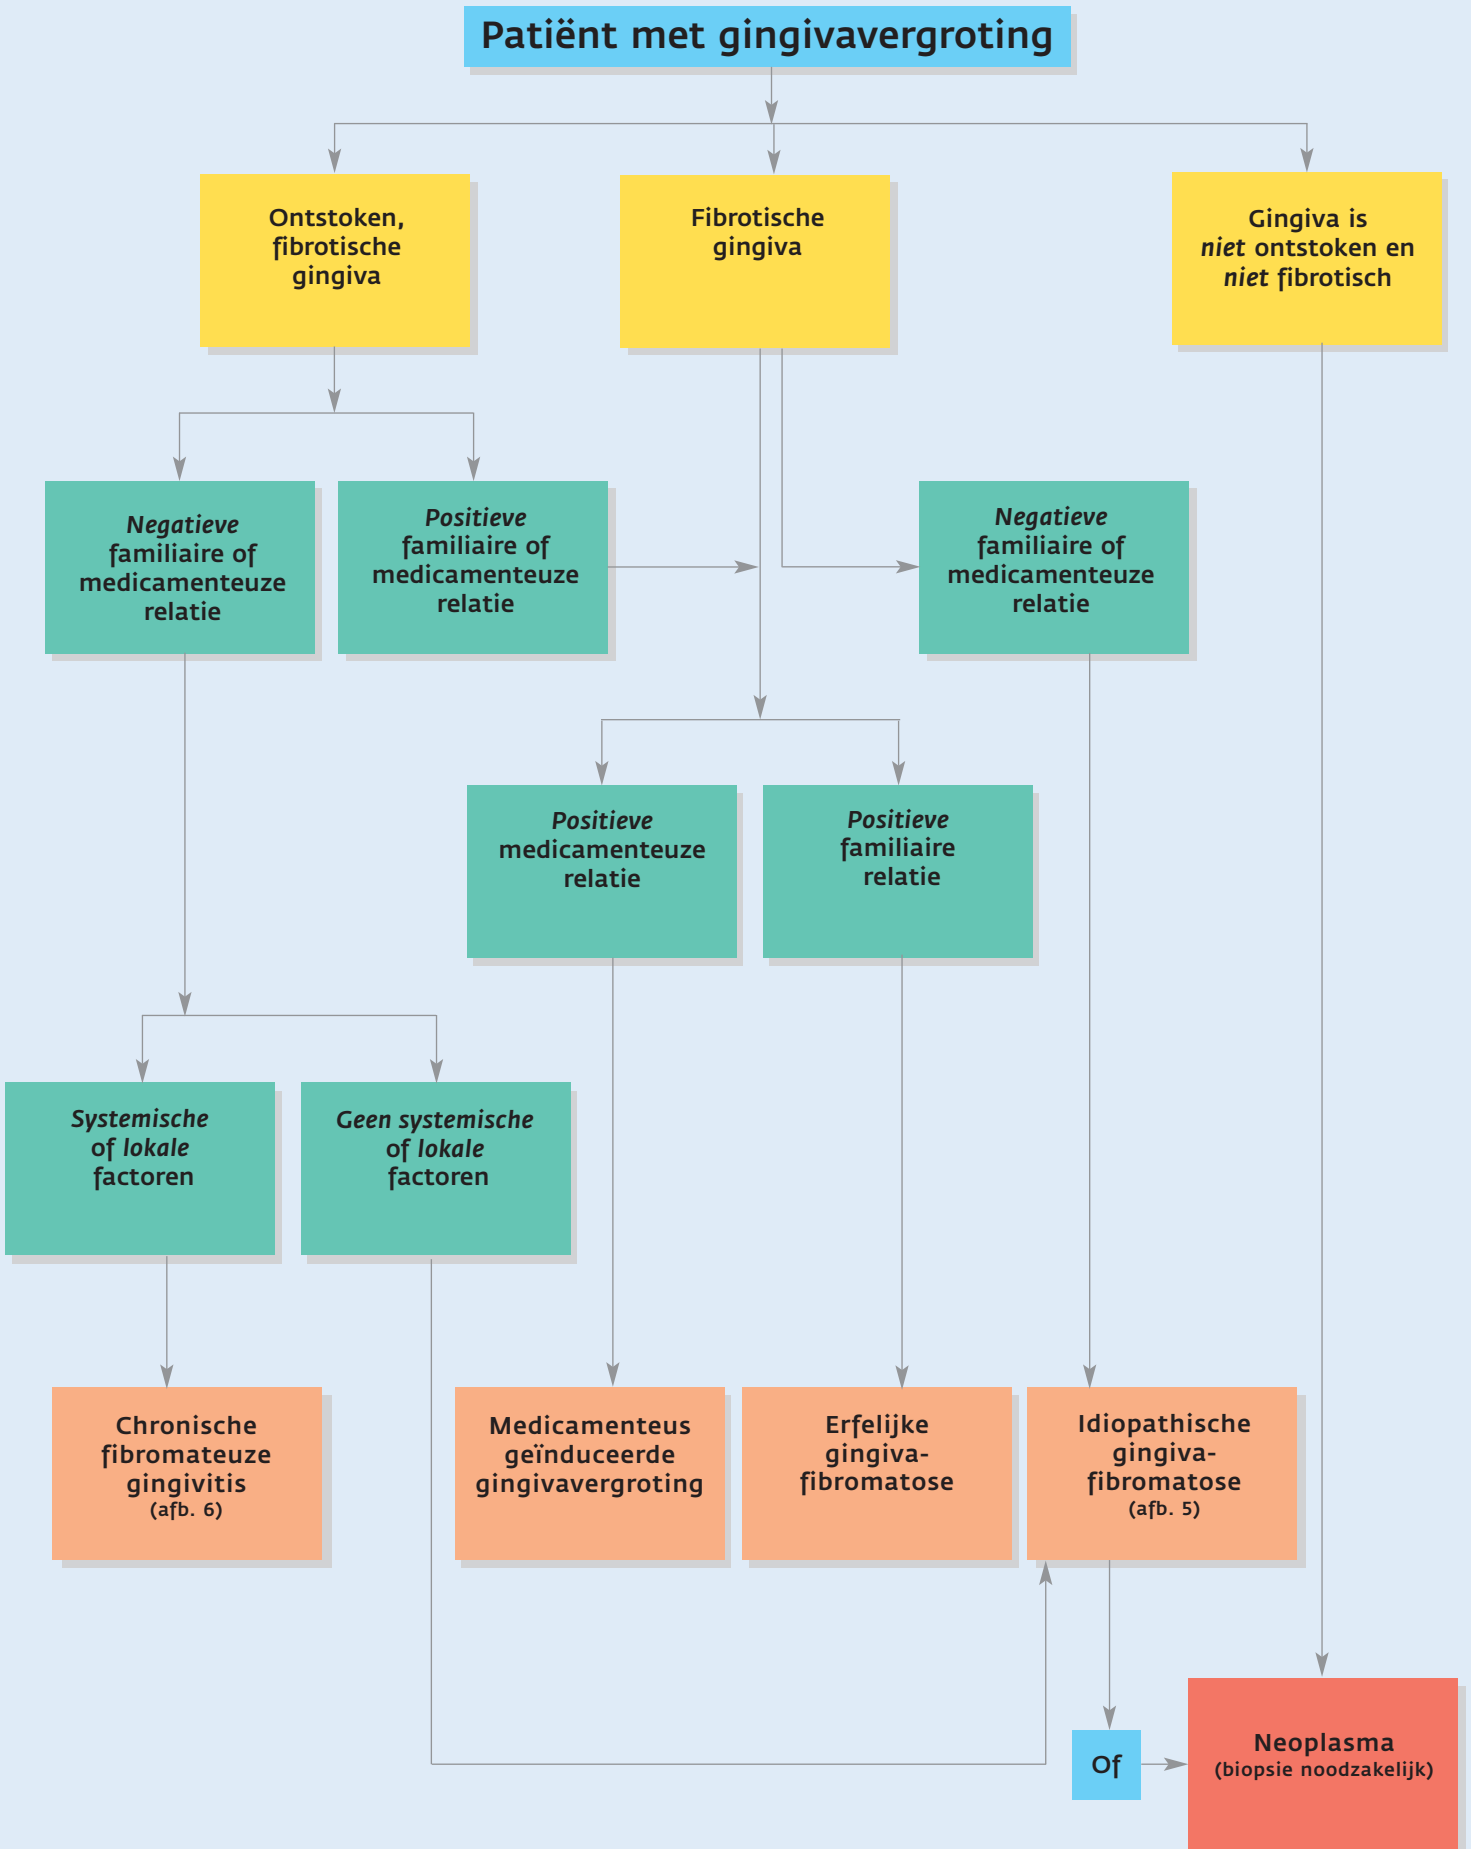 Patiënt met gingivavergroting
Ontstoken,
fibrotische
gingiva
Fibrotische
gingiva
Gingiva is
niet ontstoken en
niet fibrotisch
Negatieve
familiaire of
medicamenteuze
relatie
Positieve
familiaire of
medicamenteuze
relatie
Negatieve
familiaire of
medicamenteuze
relatie
Positieve
medicamenteuze
relatie
Positieve
familiaire
relatie
Systemische
of lokale
factoren
Geen systemische
of lokale
factoren
Chronische
fibromateuze
gingivitis
(afb. 6)
Medicamenteus
geïnduceerde
gingivavergroting
Erfelijke
gingiva-
fibromatose
Idiopathische
gingiva-
fibromatose
(afb. 5)
Of
Neoplasma
(biopsie noodzakelijk)